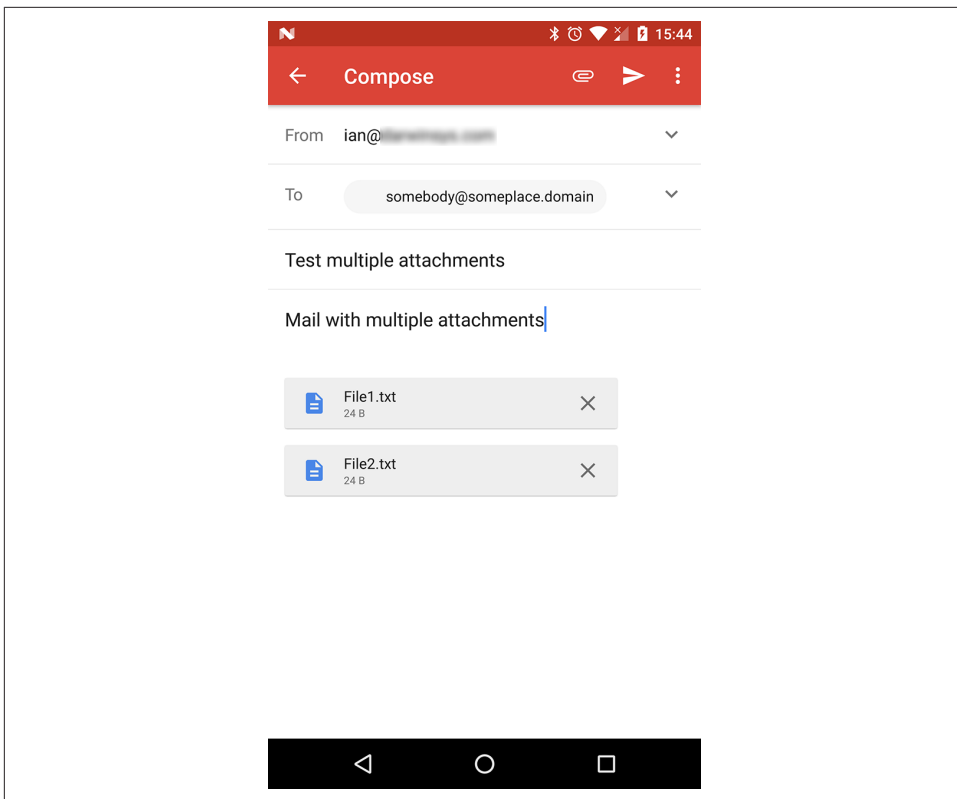 15:44
Compose
From ian@
To somebody@someplace.domain
Test multiple attachments
Mail with multiple attachments
File1.txt
24 B
File2.txt
24 B